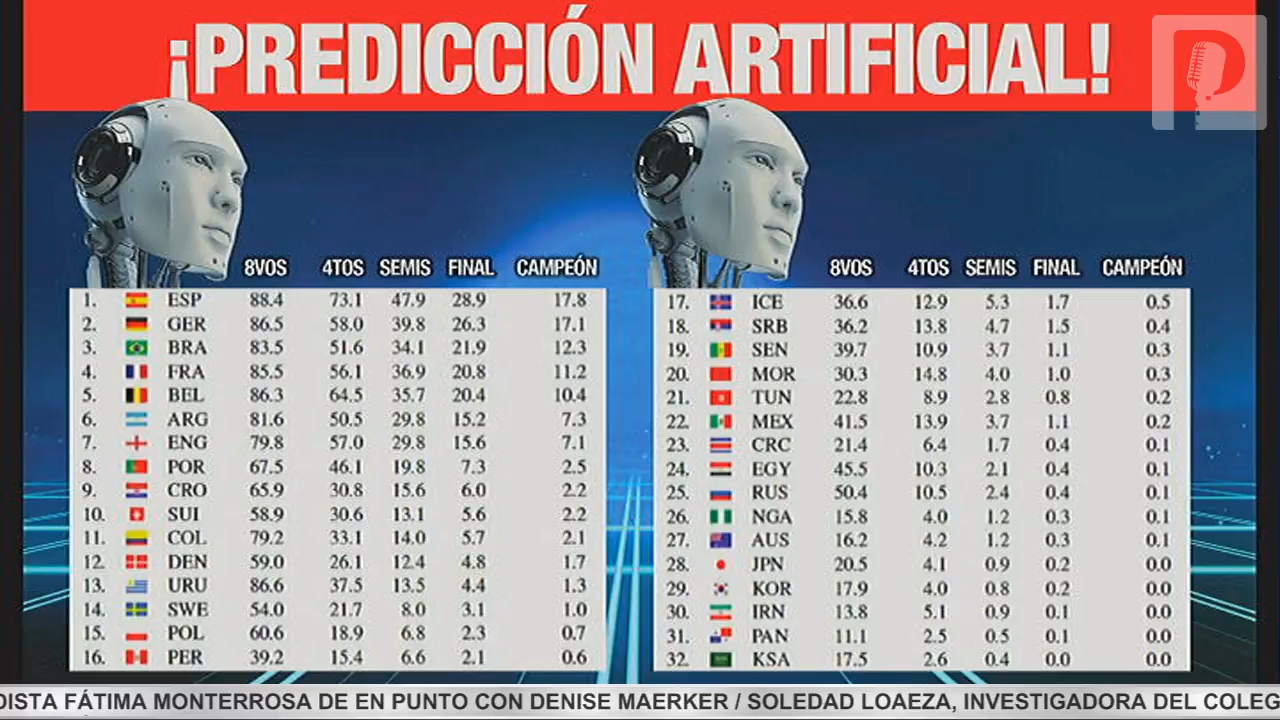 ¡PREDICCIÓN ARTIFICIAL!
8VOS 4TOS SEMIS FINAL CAMPEÓN
1. ESP 88.4 73.1 47.9 28.9 17.8
2. GER 86.5 58.0 39.8 26.3 17.1
3. BRA 83.5 51.6 34.1 21.9 12.3
4. FRA 85.5 56.1 36.9 20.8 11.2
5. BEL 86.3 64.5 35.7 20.4 10.4
6. ARG 81.6 50.5 29.8 15.2 7.3
7. ENG 79.8 57.0 29.8 15.6 7.1
8. POR 67.5 46.1 19.8 7.3 2.5
9. CRO 65.9 30.8 15.6 6.0 2.2
10. SUI 58.9 30.6 13.1 5.6 2.2
11. COL 79.2 33.1 14.0 5.7 2.1
12. DEN 59.0 26.1 12.4 4.8 1.7
13. URU 86.6 37.5 13.5 4.4 1.3
14. SWE 54.0 21.7 8.0 3.1 1.0
15. POL 60.6 18.9 6.8 2.3 0.7
16. PER 39.2 15.4 6.6 2.1 0.6
8VOS 4TOS SEMIS FINAL CAMPEÓN
17. ICE 36.6 12.9 5.3 1.7 0.5
18. SRB 36.2 13.8 4.7 1.5 0.4
19. SEN 39.7 10.9 3.7 1.1 0.3
20. MOR 30.3 14.8 4.0 1.0 0.3
21. TUN 22.8 8.9 2.8 0.8 0.2
22. MEX 41.5 13.9 3.7 1.1 0.2
23. CRC 21.4 6.4 1.7 0.4 0.1
24. EGY 45.5 10.3 2.1 0.4 0.1
25. RUS 50.4 10.5 2.4 0.4 0.1
26. NGA 15.8 4.0 1.2 0.3 0.1
27. AUS 16.2 4.2 1.2 0.3 0.1
28. JPN 20.5 4.1 0.9 0.2 0.0
29. KOR 17.9 4.0 0.8 0.2 0.0
30. IRN 13.8 5.1 0.9 0.1 0.0
31. PAN 11.1 2.5 0.5 0.1 0.0
32. KSA 17.5 2.6 0.4 0.0 0.0
DISTA FÁTIMA MONTERROSA DE EN PUNTO CON DENISE MAERKER / SOLEDAD LOAEZA, INVESTIGADORA DEL COLEG